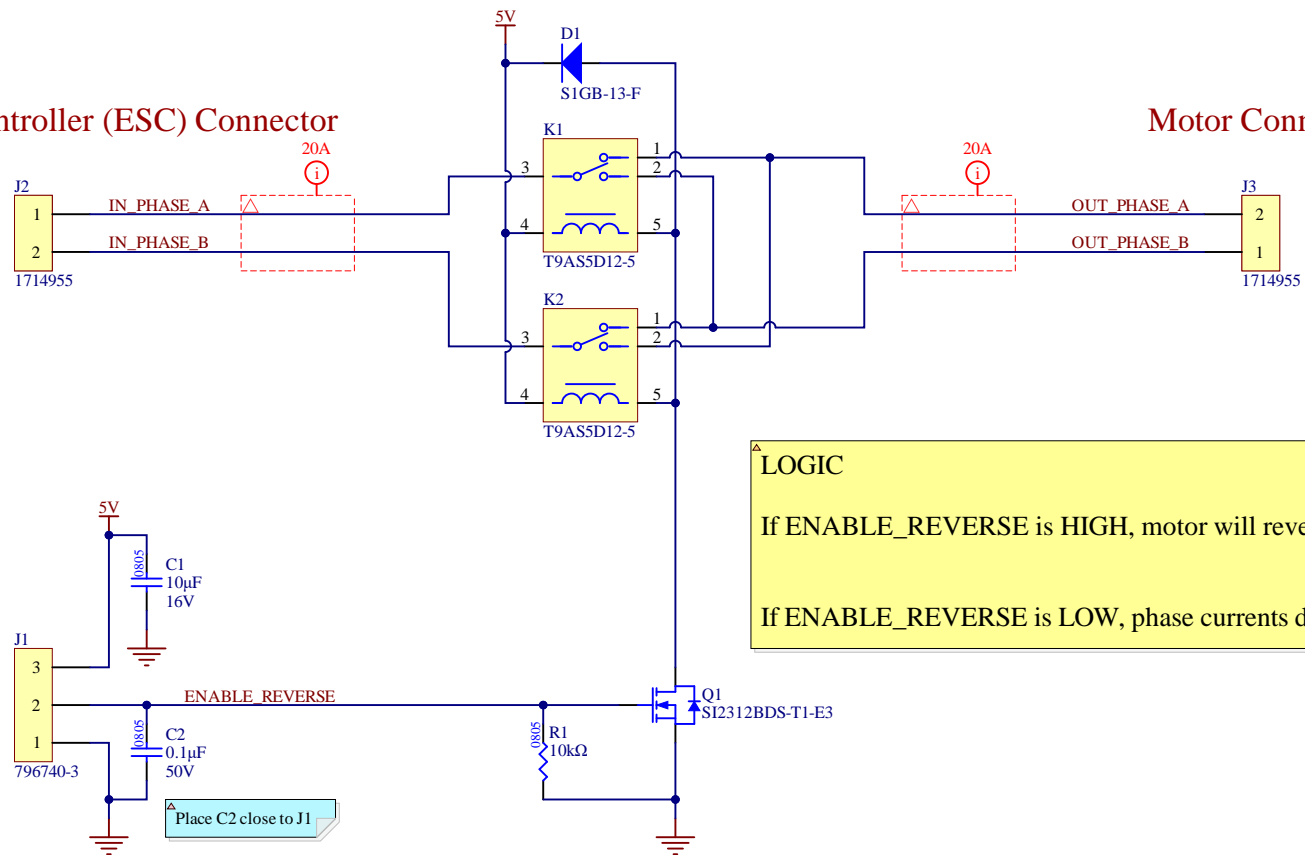 5V
D1
S1GB-13-F
ntroller (ESC) Connector
Motor Conn
20A
i
20A
i
K1
1
2
3
4
5
T9AS5D12-5
J2
1
2
1714955
IN_PHASE_A
IN_PHASE_B
OUT_PHASE_A
OUT_PHASE_B
J3
2
1
1714955
K2
1
2
3
4
5
T9AS5D12-5
LOGIC
If ENABLE_REVERSE is HIGH, motor will reve
If ENABLE_REVERSE is LOW, phase currents d
5V
0805
C1
10µF
16V
J1
3
2
1
796740-3
ENABLE_REVERSE
0805
C2
0.1µF
50V
Place C2 close to J1
0805
R1
10kΩ
Q1
SI2312BDS-T1-E3